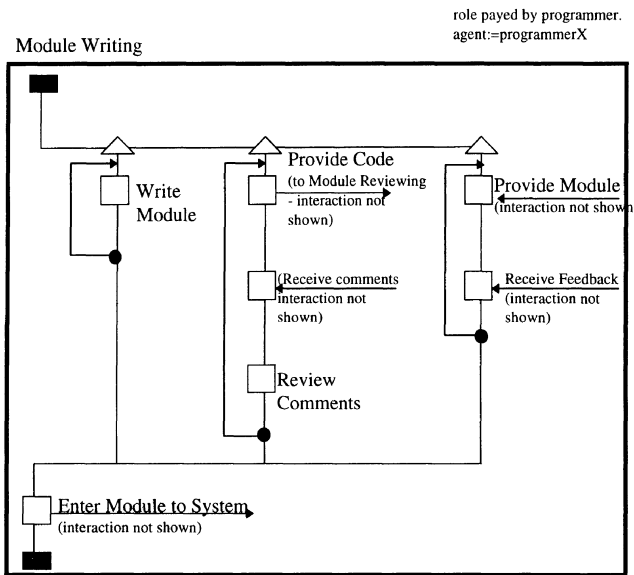 role payed by programmer.
agent:=programmerX
Module Writing
Write
Module
Provide Code
(to Module Reviewing
- interaction not
shown)
Provide Module
(interaction not shown
(Receive comments
interaction not
shown)
Receive Feedback
(interaction not
shown)
Review
Comments
Enter Module to System
(interaction not shown)